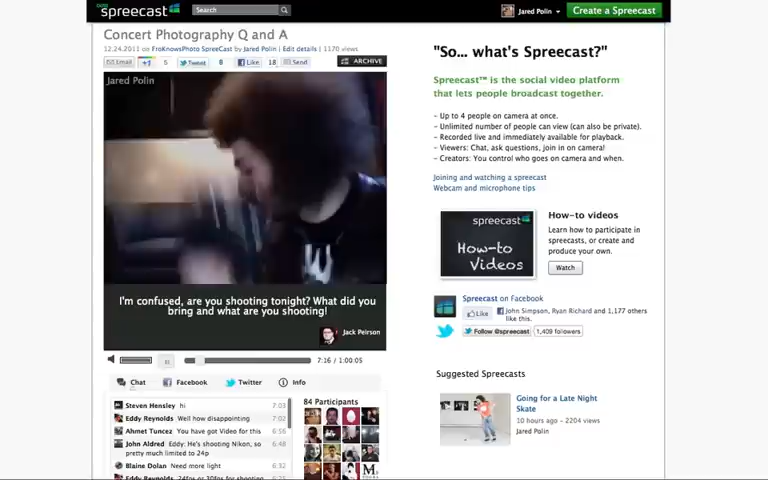 spreecast
Search
Jared Polin
Create a Spreecast
Concert Photography Q and A
12.24.2011 on FroKnowsPhoto SpreeCast by Jared Polin | Edit details | 1170 views
Email
+1
5
Tweet
8
Like
18
Send
ARCHIVE
Jared Polin
I'm confused, are you shooting tonight? What did you
bring and what are you shooting!
Jack Peirson
7:16 / 1:00:05
Chat
Facebook
Twitter
Info
Steven Hensley hi 7:03
Eddy Reynolds Well how disappointing 7:02
Ahmet Tuncez You have got Video for this 6:56
John Aldred Eddy: He's shooting Nikon, so 6:48
pretty much limited to 24p
Blaine Dolan Need more light 6:32
84 Participants
"So... what's Spreecast?"
Spreecast™ is the social video platform
that lets people broadcast together.
- Up to 4 people on camera at once.
- Unlimited number of people can view (can also be private).
- Recorded live and immediately available for playback.
- Viewers: Chat, ask questions, join in on camera!
- Creators: You control who goes on camera and when.
Joining and watching a spreecast
Webcam and microphone tips
spreecast
How-to
Videos
How-to videos
Learn how to participate in
spreecasts, or create and
produce your own.
Watch
Spreecast on Facebook
Like
John Simpson, Ryan Richard and 1,177 others
like this.
Follow @spreecast
1,409 followers
Suggested Spreecasts
Going for a Late Night
Skate
10 hours ago - 2204 views
Jared Polin